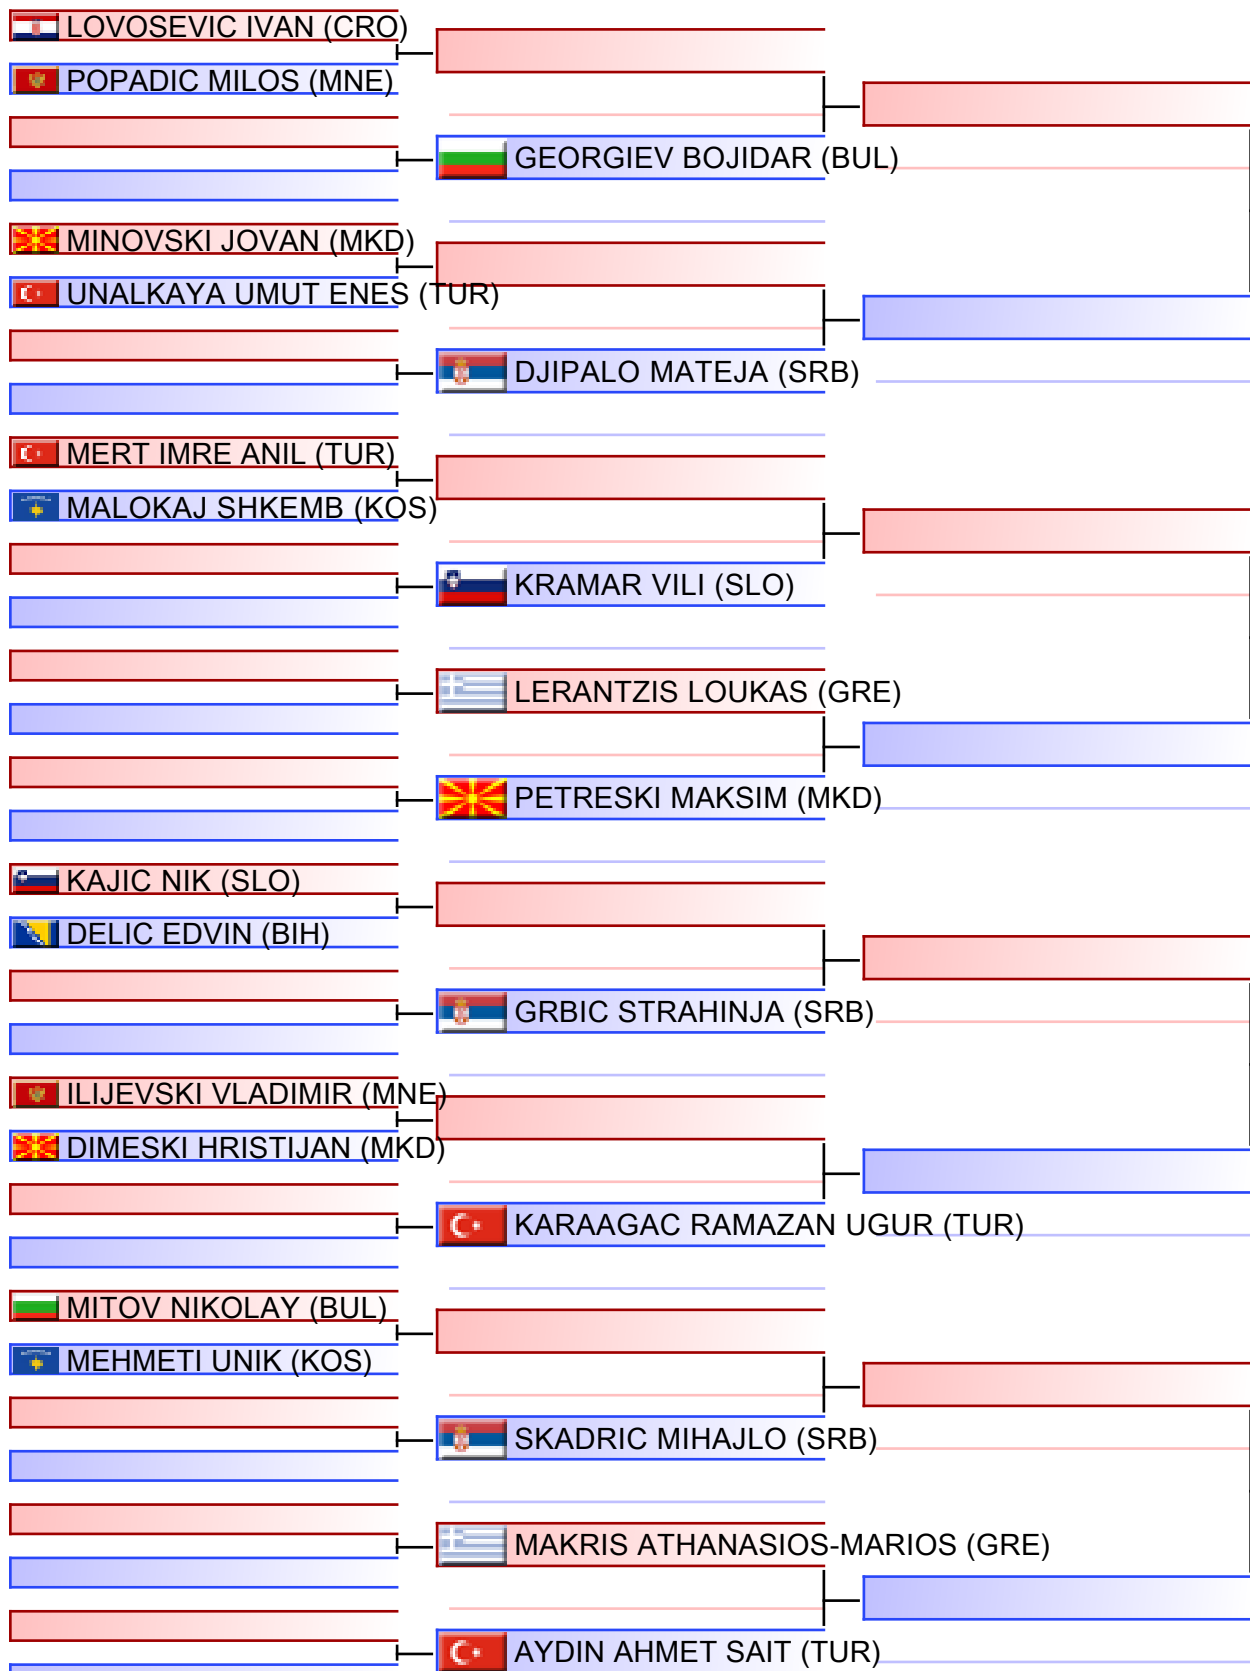 LOVOSEVIC IVAN (CRO)
POPADIC MILOS (MNE)
GEORGIEV BOJIDAR (BUL)
MINOVSKI JOVAN (MKD)
UNALKAYA UMUT ENES (TUR)
DJIPALO MATEJA (SRB)
MERT IMRE ANIL (TUR)
MALOKAJ SHKEMB (KOS)
KRAMAR VILI (SLO)
LERANTZIS LOUKAS (GRE)
PETRESKI MAKSIM (MKD)
KAJIC NIK (SLO)
DELIC EDVIN (BIH)
GRBIC STRAHINJA (SRB)
ILIJEVSKI VLADIMIR (MNE)
DIMESKI HRISTIJAN (MKD)
KARAAGAC RAMAZAN UGUR (TUR)
MITOV NIKOLAY (BUL)
MEHMETI UNIK (KOS)
SKADRIC MIHAJLO (SRB)
MAKRIS ATHANASIOS-MARIOS (GRE)
AYDIN AHMET SAIT (TUR)